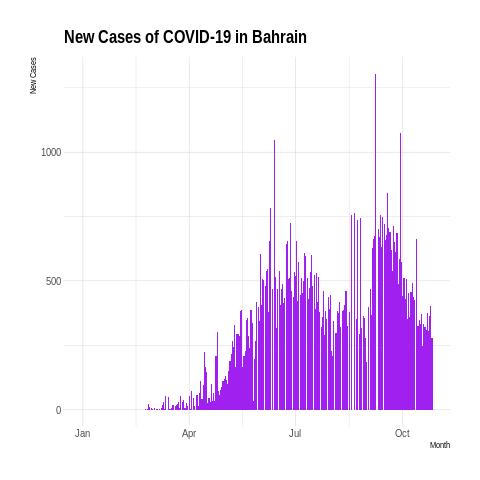 New Cases of COVID-19 in Bahrain
New Cases
1000
500
0
Jan
Apr
Jul
Oct
Month